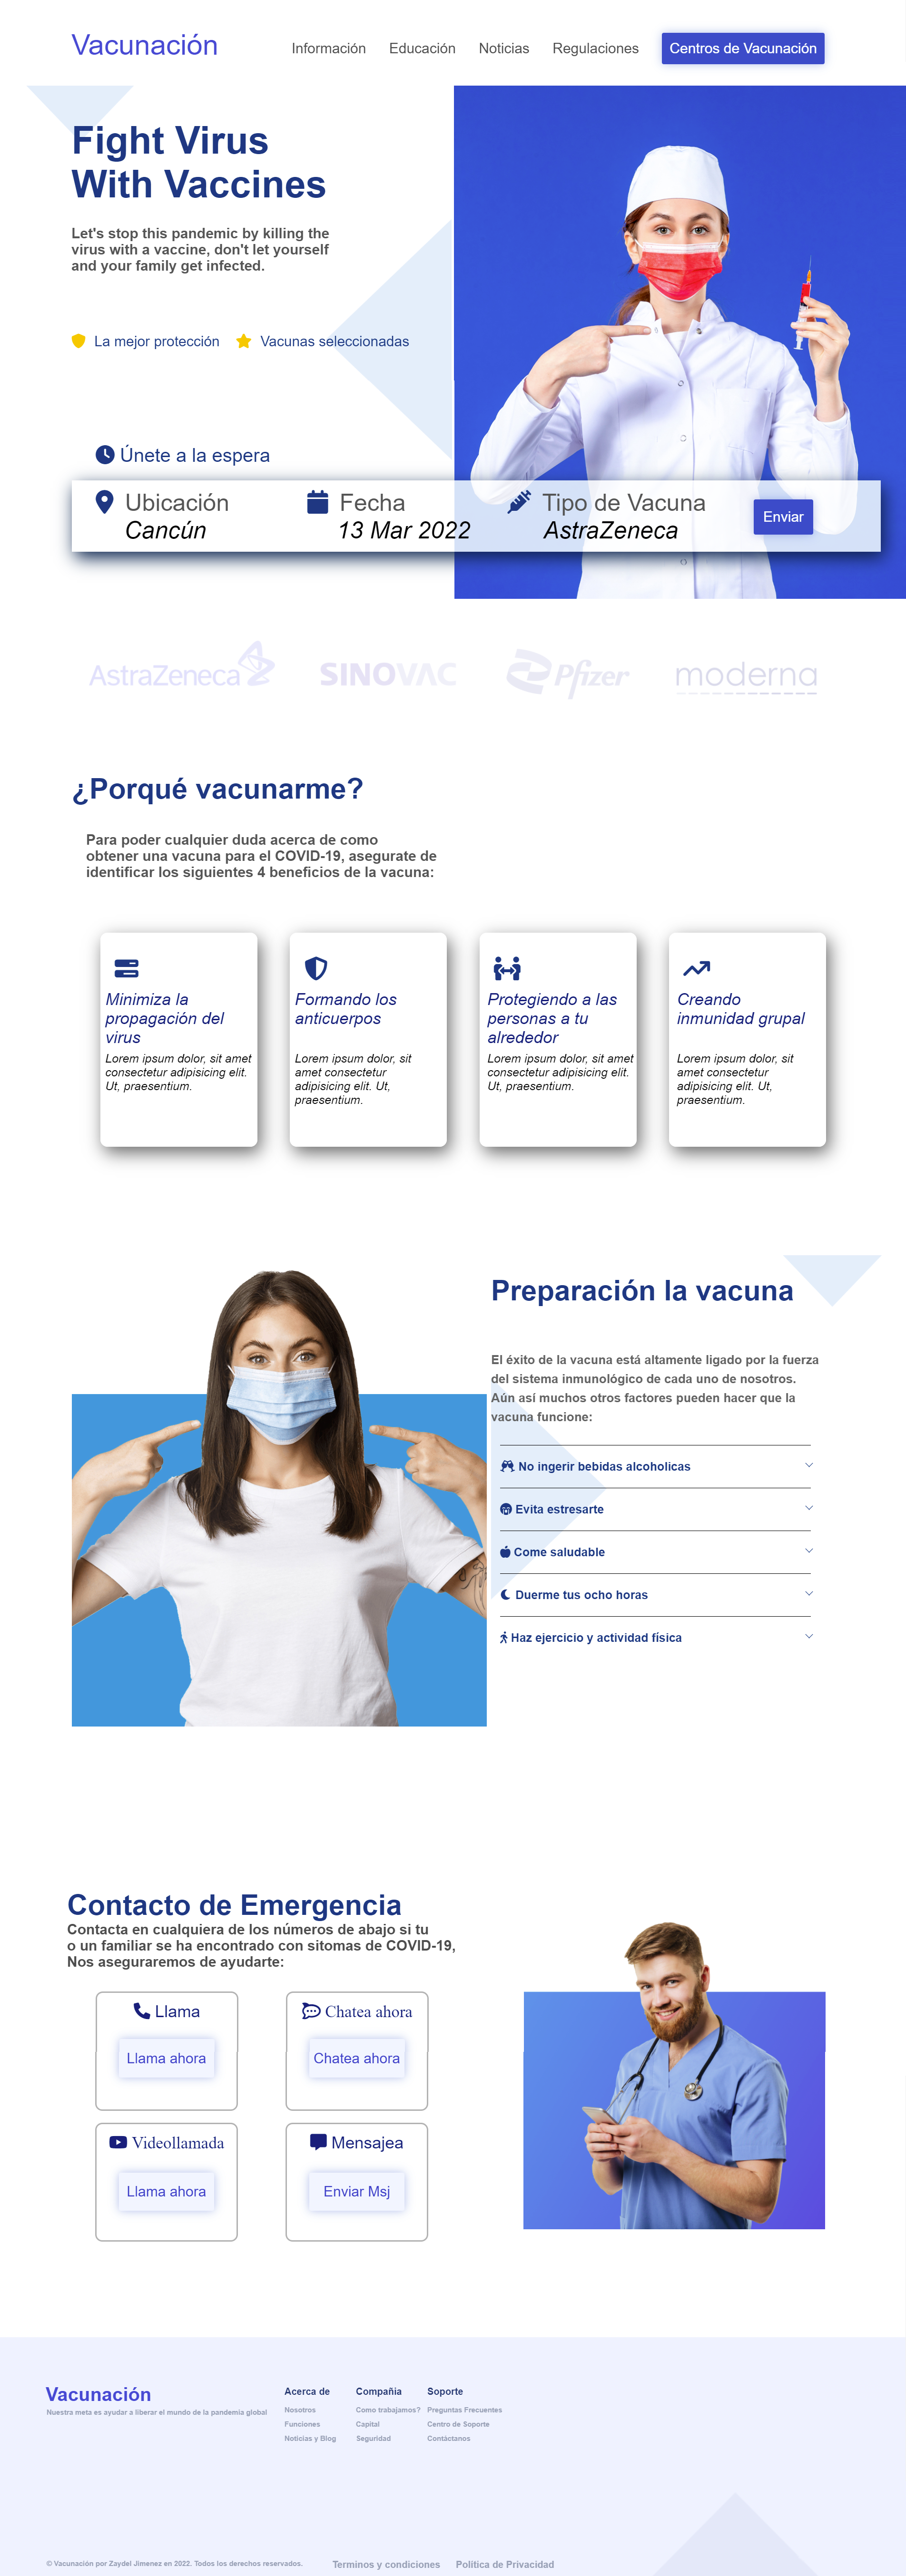 Vacunación
Información Educación Noticias Regulaciones Centros de Vacunación
Fight Virus
With Vaccines
Let's stop this pandemic by killing the
virus with a vaccine, don't let yourself
and your family get infected.
La mejor protección Vacunas seleccionadas
Únete a la espera
Ubicación Fecha Tipo de Vacuna
Cancún 13 Mar 2022 AstraZeneca
Enviar
AstraZeneca SINOVAC Pfizer moderna
¿Porqué vacunarme?
Para poder cualquier duda acerca de como
obtener una vacuna para el COVID-19, asegurate de
identificar los siguientes 4 beneficios de la vacuna:
Minimiza la
propagación del
virus
Lorem ipsum dolor, sit amet
consectetur adipisicing elit.
Ut, praesentium.
Formando los
anticuerpos
Lorem ipsum dolor, sit
amet consectetur
adipisicing elit. Ut,
praesentium.
Protegiendo a las
personas a tu
alrededor
Lorem ipsum dolor, sit amet
consectetur adipisicing elit.
Ut, praesentium.
Creando
inmunidad grupal
Lorem ipsum dolor, sit
amet consectetur
adipisicing elit. Ut,
praesentium.
Preparación la vacuna
El éxito de la vacuna está altamente ligado por la fuerza
del sistema inmunológico de cada uno de nosotros.
Aún así muchos otros factores pueden hacer que la
vacuna funcione:
No ingerir bebidas alcoholicas
Evita estresarte
Come saludable
Duerme tus ocho horas
Haz ejercicio y actividad física
Contacto de Emergencia
Contacta en cualquiera de los números de abajo si tu
o un familiar se ha encontrado con sitomas de COVID-19,
Nos aseguraremos de ayudarte:
Llama
Llama ahora
Chatea ahora
Chatea ahora
Videollamada
Llama ahora
Mensajea
Enviar Msj
Vacunación
Nuestra meta es ayudar a liberar el mundo de la pandemia global
Acerca de
Nosotros
Funciones
Noticias y Blog
Compañia
Como trabajamos?
Capital
Seguridad
Soporte
Preguntas Frecuentes
Centro de Soporte
Contáctanos
© Vacunación por Zaydel Jimenez en 2022. Todos los derechos reservados.
Terminos y condiciones Política de Privacidad